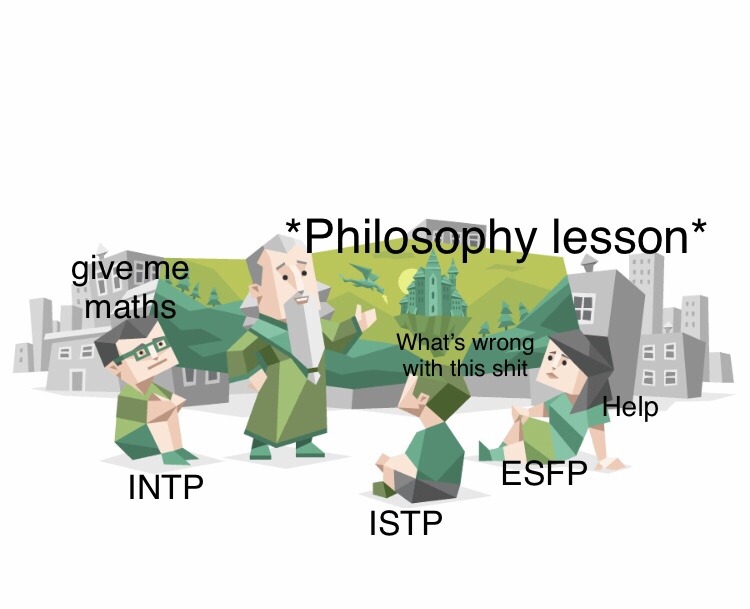 *Philosophy lesson*
give me
maths
What's wrong
with this shit
Help
INTP
ESFP
ISTP